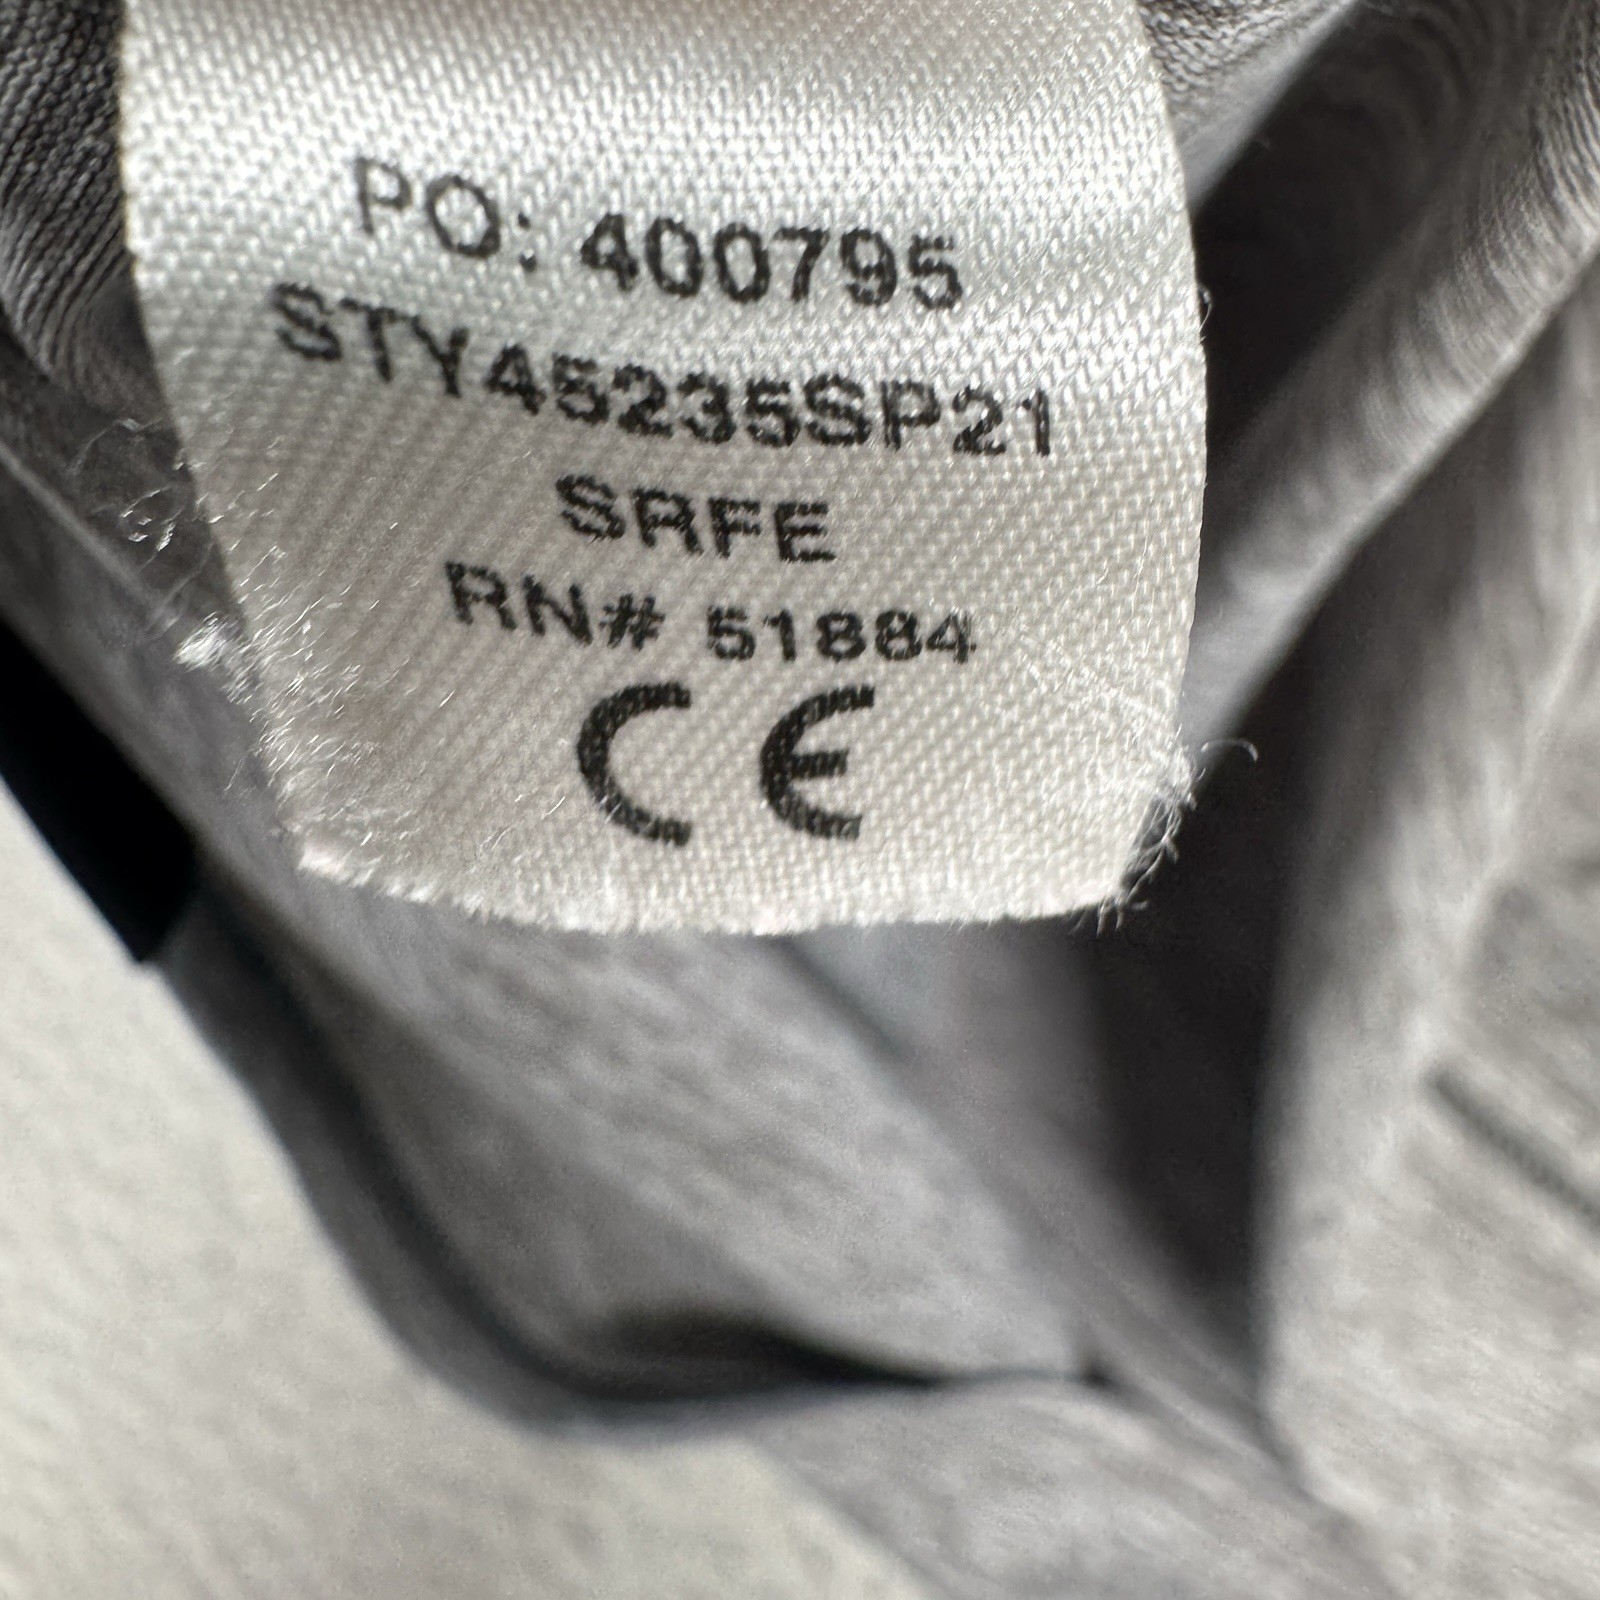 PO: 400795
STY45235SP21
SRFE
RN# 51884
CE